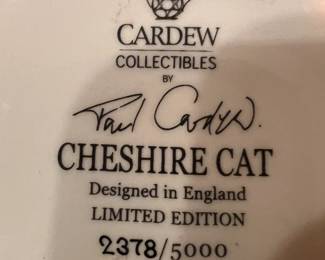 CARDEW
COLLECTIBLES
BY
Paul Cardew.
CHESHIRE CAT
Designed in England
LIMITED EDITION
2378/5000